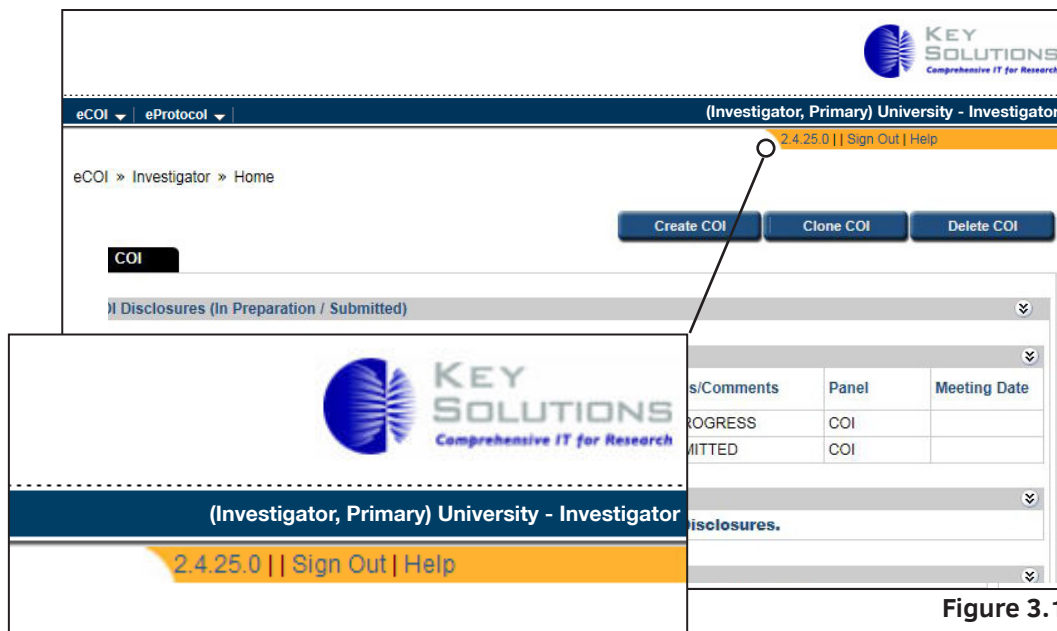 KEY
SOLUTIONS
Comprehensive IT for Research
eCOI eProtocol (Investigator, Primary) University - Investigator
2.4.25.0 | | Sign Out | Help
eCOI » Investigator » Home
Create COI Clone COI Delete COI
COI
I Disclosures (In Preparation / Submitted)
s/Comments Panel Meeting Date
ROGRESS COI
MITTED COI
isclosures.
KEY
SOLUTIONS
Comprehensive IT for Research
(Investigator, Primary) University - Investigator
2.4.25.0 | | Sign Out | Help
Figure 3.1